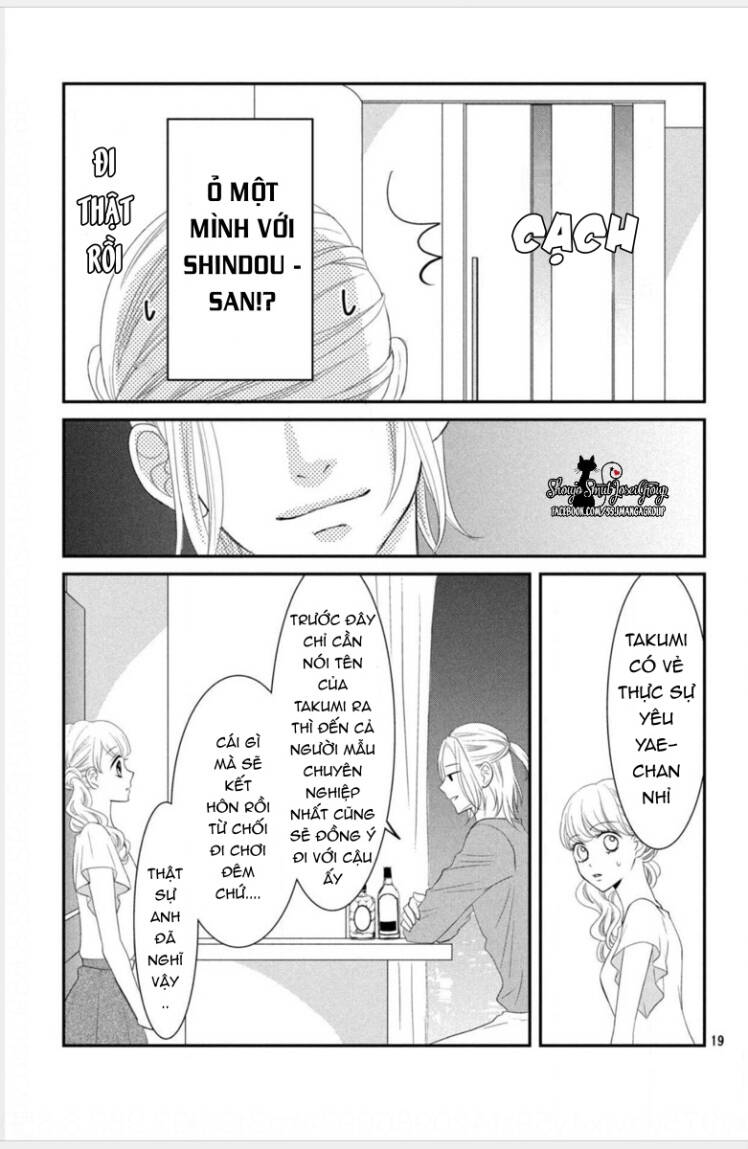 CẠCH
Ở MỘT
MÌNH VỚI
SHINDOU -
SAN!?
ĐI
THẬT
RỒI
Shoujo Smut Josei Group
FACEBOOK.COM/SSJMANGAGROUP
TAKUMI
CÓ VẺ
THỰC SỰ
YÊU
YAE-
CHAN
NHỈ
TRƯỚC ĐÂY
CHỈ CẦN
NÓI TÊN
CỦA
TAKUMI RA
THÌ ĐẾN CẢ
NGƯỜI MẪU
CHUYÊN
NGHIỆP
NHẤT CŨNG
SẼ ĐỒNG Ý
ĐI VỚI CẬU
ẤY
CÁI GÌ
MÀ SẼ
KẾT
HÔN RỒI
TỪ CHỐI
ĐI CHƠI
ĐÊM
CHỨ....
THẬT
SỰ
ANH
ĐÃ
NGHĨ
VẬY
..
19